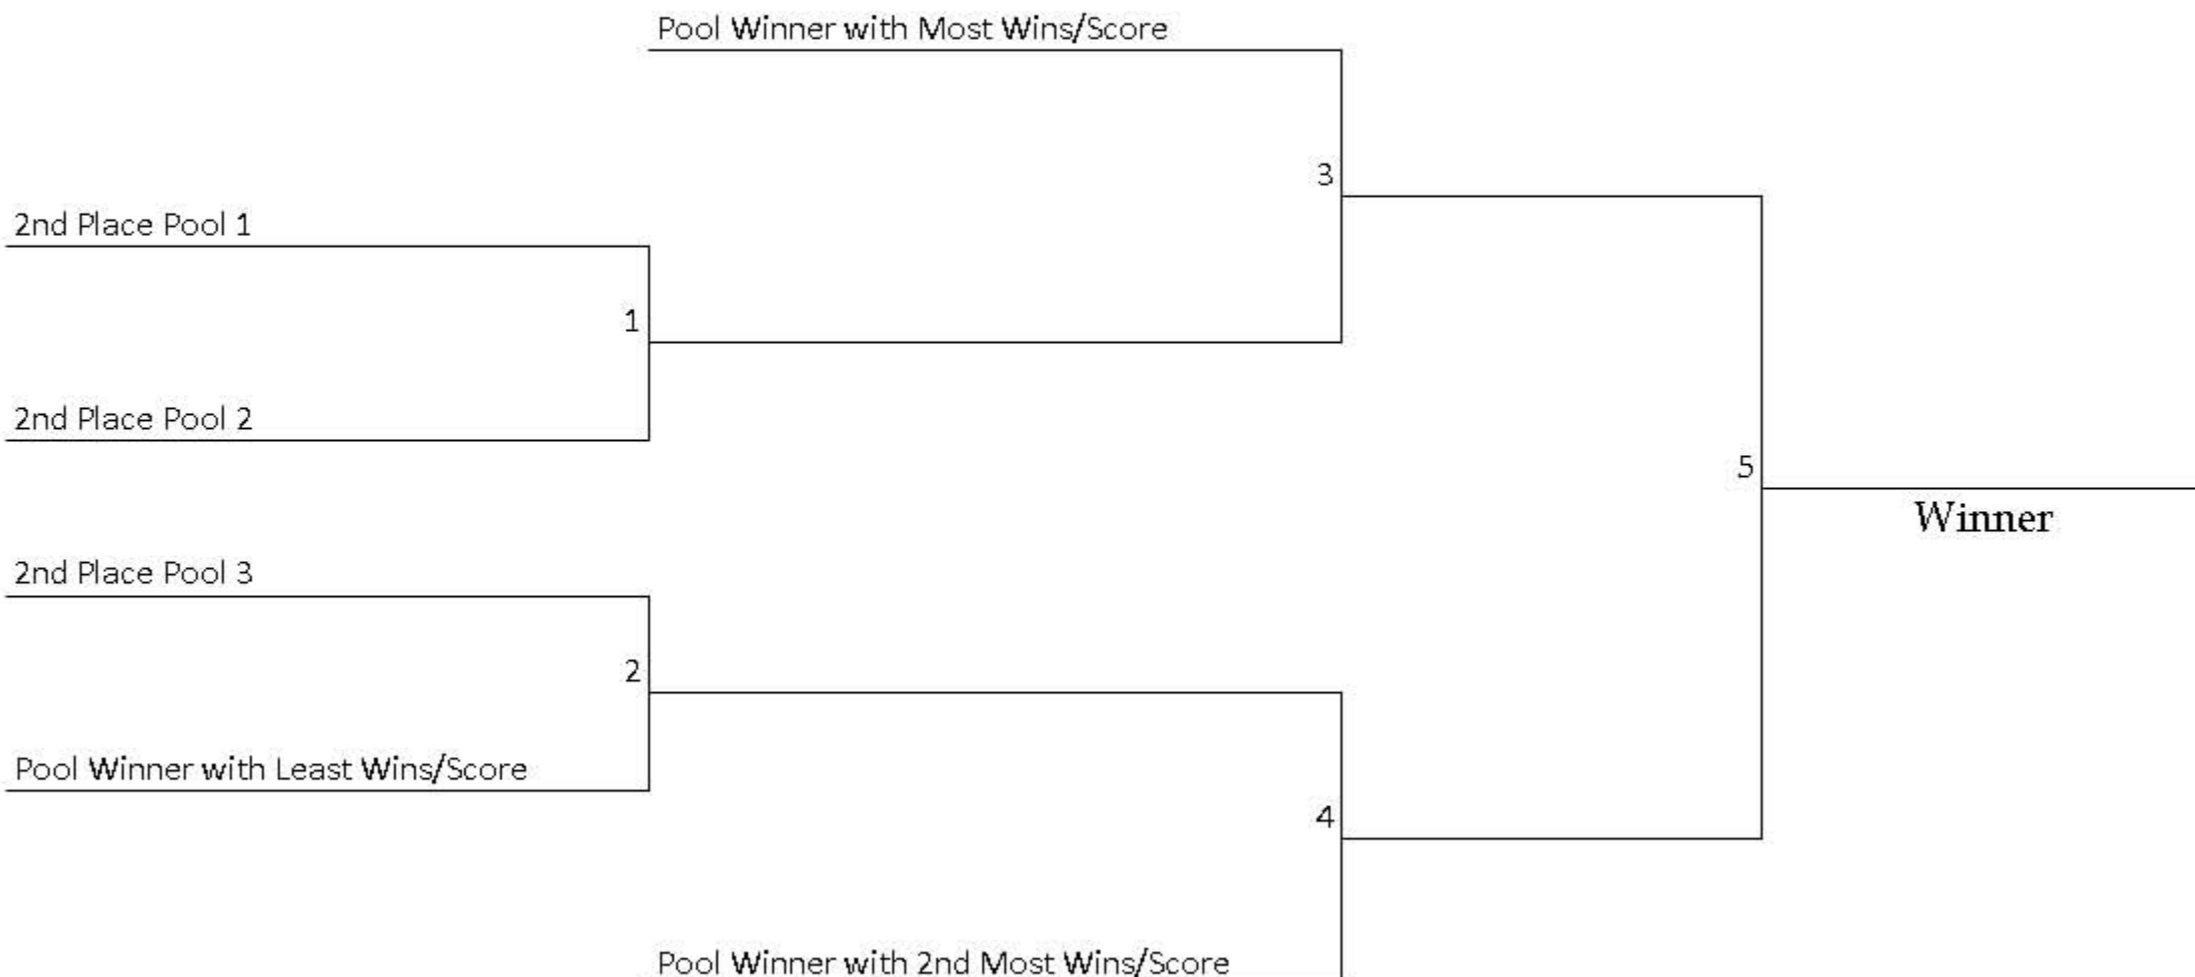 Pool Winner with Most Wins/Score
3
2nd Place Pool 1
1
2nd Place Pool 2
5
Winner
2nd Place Pool 3
2
Pool Winner with Least Wins/Score
4
Pool Winner with 2nd Most Wins/Score